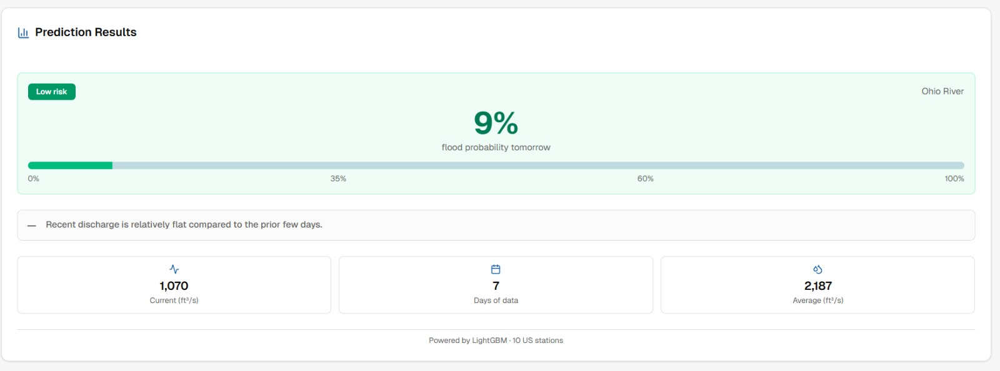 Prediction Results
Low risk
Ohio River
9%
flood probability tomorrow
0% 35% 60% 100%
— Recent discharge is relatively flat compared to the prior few days.
1,070
Current (ft³/s)
7
Days of data
2,187
Average (ft³/s)
Powered by LightGBM · 10 US stations